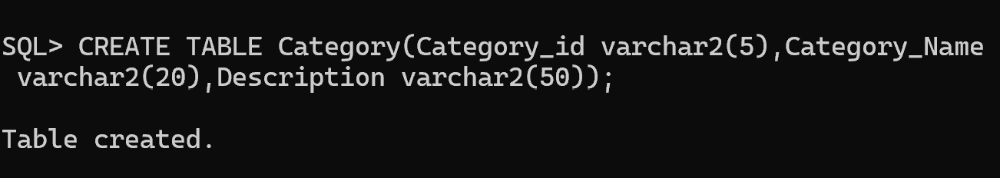 SQL> CREATE TABLE Category(Category_id varchar2(5),Category_Name
varchar2(20),Description varchar2(50));
Table created.